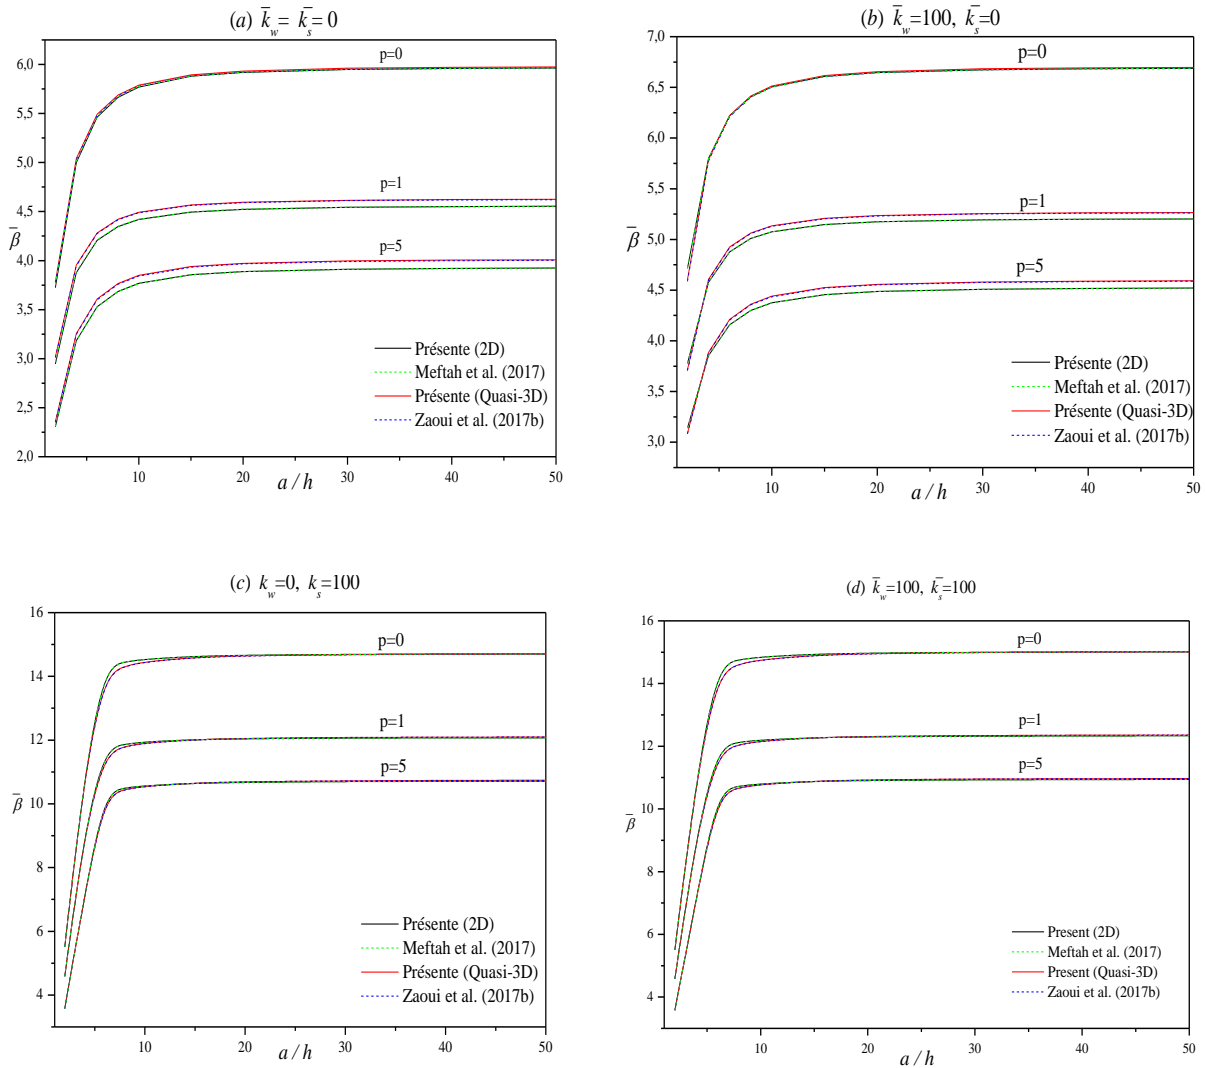 (a) k̄w = k̄s = 0
6,0
5,5
5,0
4,5
4,0
3,5
3,0
2,5
2,0
β̄
p=0
p=1
p=5
Présente (2D)
Meftah et al. (2017)
Présente (Quasi-3D)
Zaoui et al. (2017b)
10 20 30 40 50
a / h
(b) k̄w=100, k̄s=0
7,0
6,5
6,0
5,5
5,0
4,5
4,0
3,5
3,0
β̄
p=0
p=1
p=5
Présente (2D)
Meftah et al. (2017)
Présente (Quasi-3D)
Zaoui et al. (2017b)
10 20 30 40 50
a / h
(c) kw=0, ks=100
16
14
12
10
8
6
4
β̄
p=0
p=1
p=5
Présente (2D)
Meftah et al. (2017)
Présente (Quasi-3D)
Zaoui et al. (2017b)
10 20 30 40 50
a / h
(d) k̄w=100, k̄s=100
16
14
12
10
8
6
4
β̄
p=0
p=1
p=5
Present (2D)
Meftah et al. (2017)
Present (Quasi-3D)
Zaoui et al. (2017b)
10 20 30 40 50
a / h